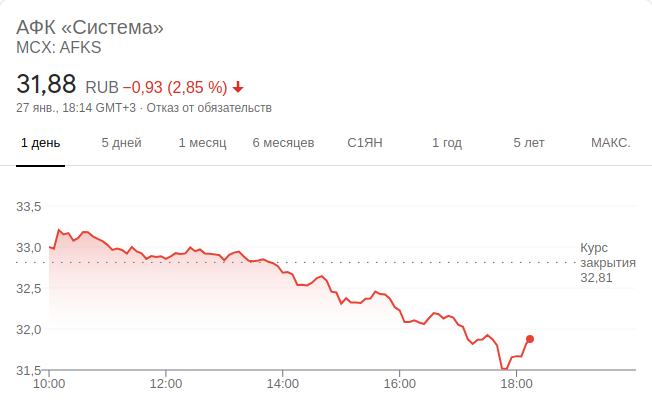 АФК «Система»
MCX: AFKS
31,88 RUB −0,93 (2,85 %)
27 янв., 18:14 GMT+3 · Отказ от обязательств
1 день 5 дней 1 месяц 6 месяцев С1ЯН 1 год 5 лет МАКС.
33,5
33,0
32,5
32,0
31,5
Курс
закрытия
32,81
10:00 12:00 14:00 16:00 18:00